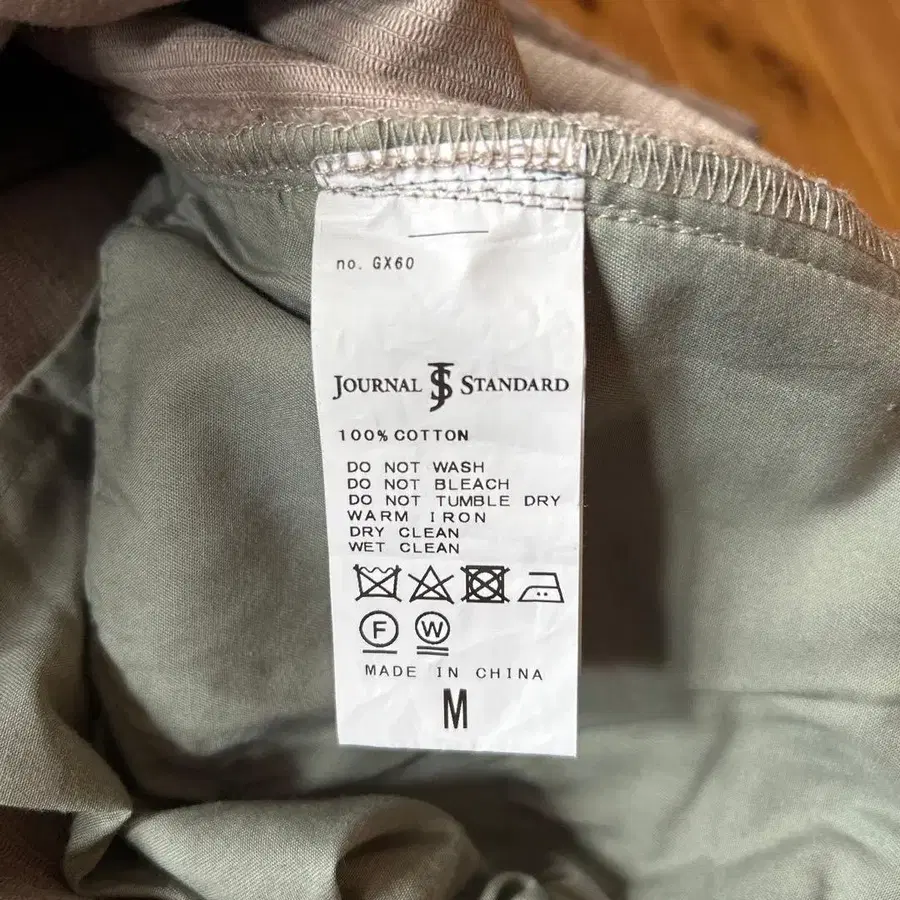 no. GX60
JOURNAL JS STANDARD
100% COTTON
DO NOT WASH
DO NOT BLEACH
DO NOT TUMBLE DRY
WARM IRON
DRY CLEAN
WET CLEAN
F W
MADE IN CHINA
M